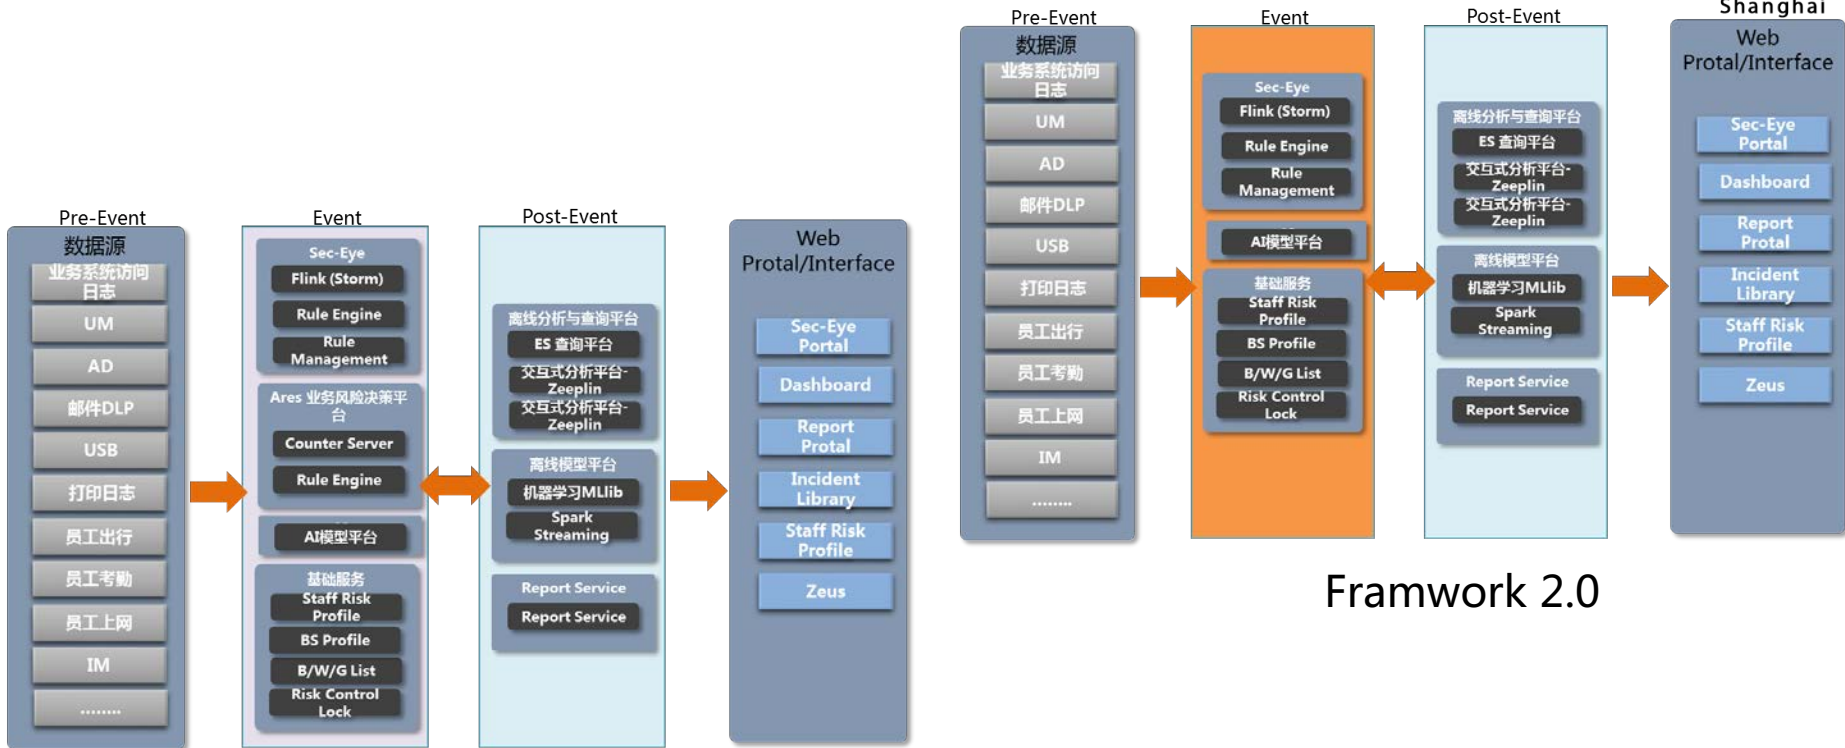 Pre-Event
数据源
业务系统访问
日志
UM
AD
邮件DLP
USB
打印日志
员工出行
员工考勤
员工上网
IM
........
Event
Sec-Eye
Flink (Storm)
Rule Engine
Rule
Management
Ares 业务风险决策平
台
Counter Server
Rule Engine
AI模型平台
基础服务
Staff Risk
Profile
BS Profile
B/W/G List
Risk Control
Lock
Post-Event
离线分析与查询平台
ES 查询平台
交互式分析平台-
Zeeplin
交互式分析平台-
Zeeplin
离线模型平台
机器学习MLlib
Spark
Streaming
Report Service
Report Service
Web
Protal/Interface
Sec-Eye
Portal
Dashboard
Report
Protal
Incident
Library
Staff Risk
Profile
Zeus
Pre-Event
数据源
业务系统访问
日志
UM
AD
邮件DLP
USB
打印日志
员工出行
员工考勤
员工上网
IM
........
Event
Sec-Eye
Flink (Storm)
Rule Engine
Rule
Management
AI模型平台
基础服务
Staff Risk
Profile
BS Profile
B/W/G List
Risk Control
Lock
Post-Event
离线分析与查询平台
ES 查询平台
交互式分析平台-
Zeeplin
交互式分析平台-
Zeeplin
离线模型平台
机器学习MLlib
Spark
Streaming
Report Service
Report Service
Shanghai
Web
Protal/Interface
Sec-Eye
Portal
Dashboard
Report
Protal
Incident
Library
Staff Risk
Profile
Zeus
Framwork 2.0